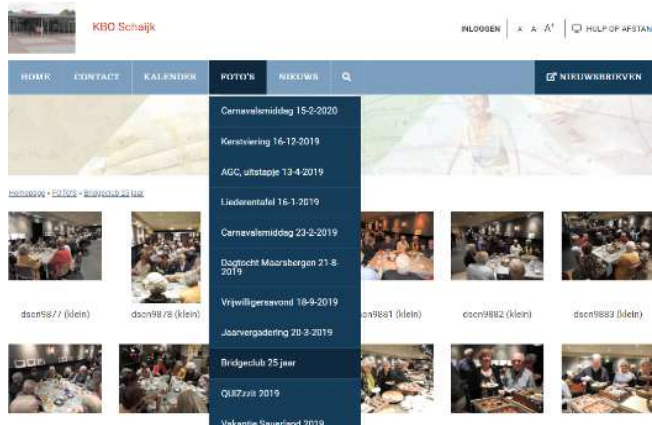 KBO Schaijk
INLOGGEN
A A A+
HULP OP AFSTAN
HOME CONTACT KALENDER FOTO'S NIEUWS
NIEUWSBRIEVEN
Carnavalsmiddag 15-2-2020
Kerstviering 16-12-2019
AGC, uitstapje 13-4-2019
Homepage • FOTO'S • Bridgeclub 25 jaar
Liederentafel 16-1-2019
Carnavalsmiddag 23-2-2019
Dagtocht Maarsbergen 21-8-
2019
Vrijwilligersavond 18-9-2019
dscn9877 (klein) dscn9878 (klein) cn9881 (klein) dscn9882 (klein) dscn9883 (klein)
Jaarvergadering 20-3-2019
Bridgeclub 25 jaar
QUIZzzit 2019
Vakantie Sauerland 2019